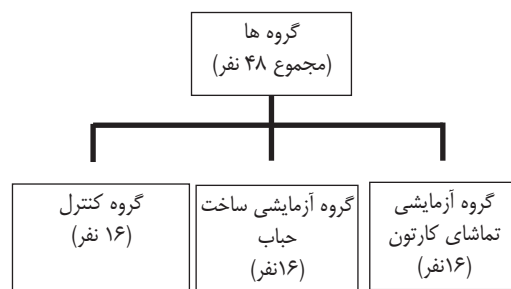 گروه ها
(مجموع ۴۸ نفر)
گروه آزمایشی
تماشای کارتون
(۱۶نفر)
گروه آزمایشی ساخت
حباب
(۱۶نفر)
گروه کنترل
(۱۶ نفر)